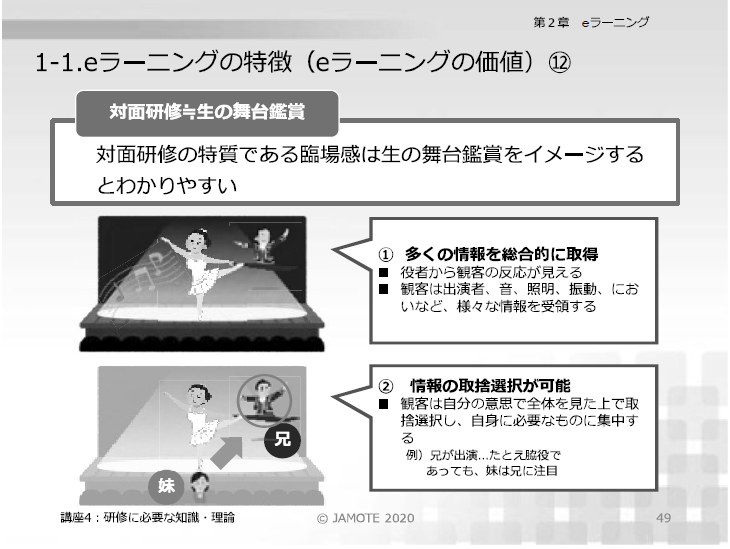 第２章　eラーニング
1-1.eラーニングの特徴（eラーニングの価値）⑫
対面研修≒生の舞台鑑賞
対面研修の特質である臨場感は生の舞台鑑賞をイメージする
とわかりやすい
① 多くの情報を総合的に取得
■ 役者から観客の反応が見える
■ 観客は出演者、音、照明、振動、にお
いなど、様々な情報を受領する
② 情報の取捨選択が可能
■ 観客は自分の意思で全体を見た上で取
捨選択し、自身に必要なものに集中す
る
例）兄が出演…たとえ脇役で
あっても、妹は兄に注目
兄
妹
講座4：研修に必要な知識・理論
© JAMOTE 2020
49